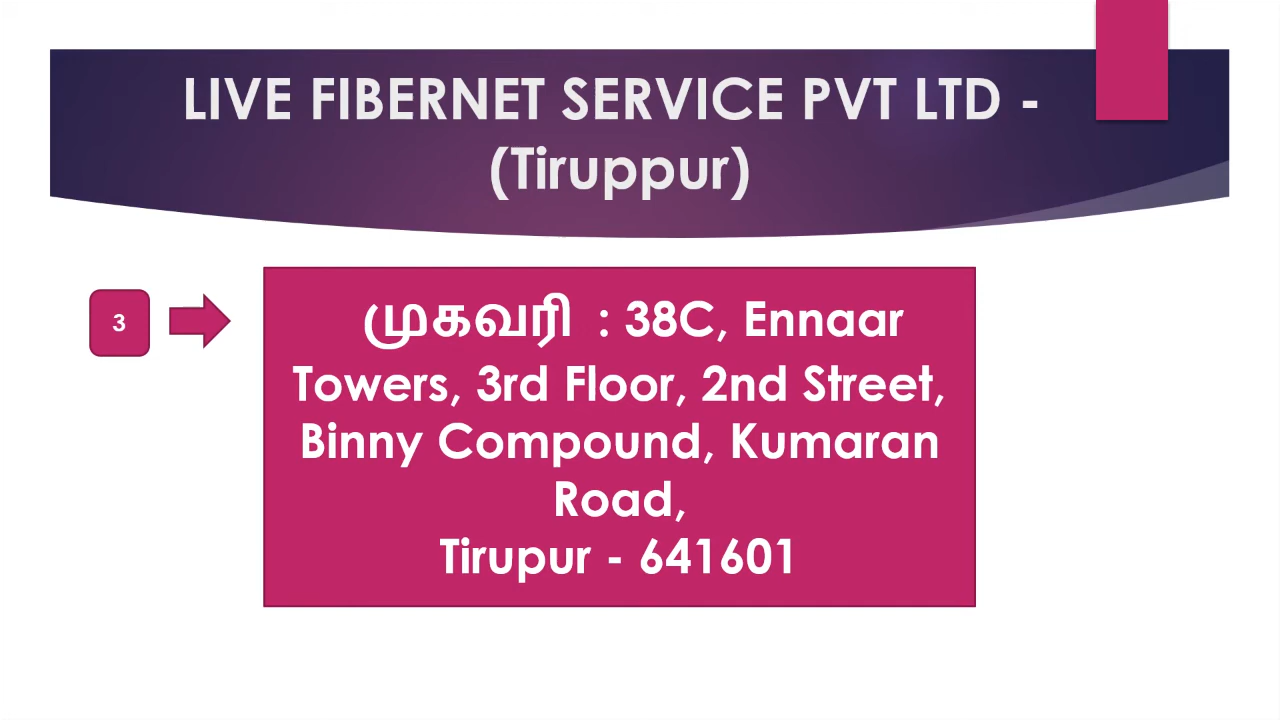 LIVE FIBERNET SERVICE PVT LTD -
(Tiruppur)
3
முகவரி : 38C, Ennaar
Towers, 3rd Floor, 2nd Street,
Binny Compound, Kumaran
Road,
Tirupur - 641601